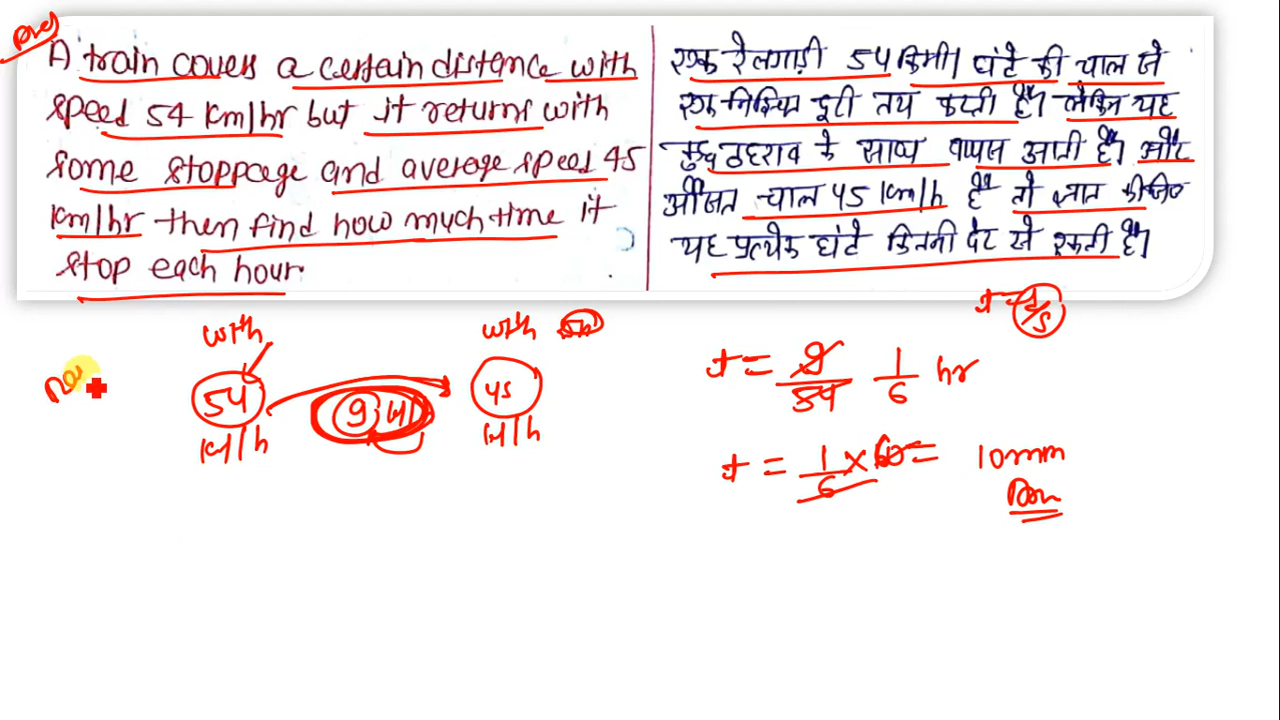 A train covers a certain distance with
speed 54 Km/hr but it returns with
some stoppage and average speed 45
Km/hr then find how much time it
stop each hour.
एक रेलगाड़ी 54 किमी/घंटे की चाल से
एक निश्चित दूरी तय करती है। लेकिन यह
कुछ ठहराव के साथ वापस आती है। और
औसत चाल 45 Km/h है तो ज्ञात कीजिए
यह प्रत्येक घंटे कितनी देर से रुकती है।
with
54
km/h
9 km
with
45
km/h
t = d/s
t = 9/54 1/6 hr
t = 1/6 × 60 = 10 min